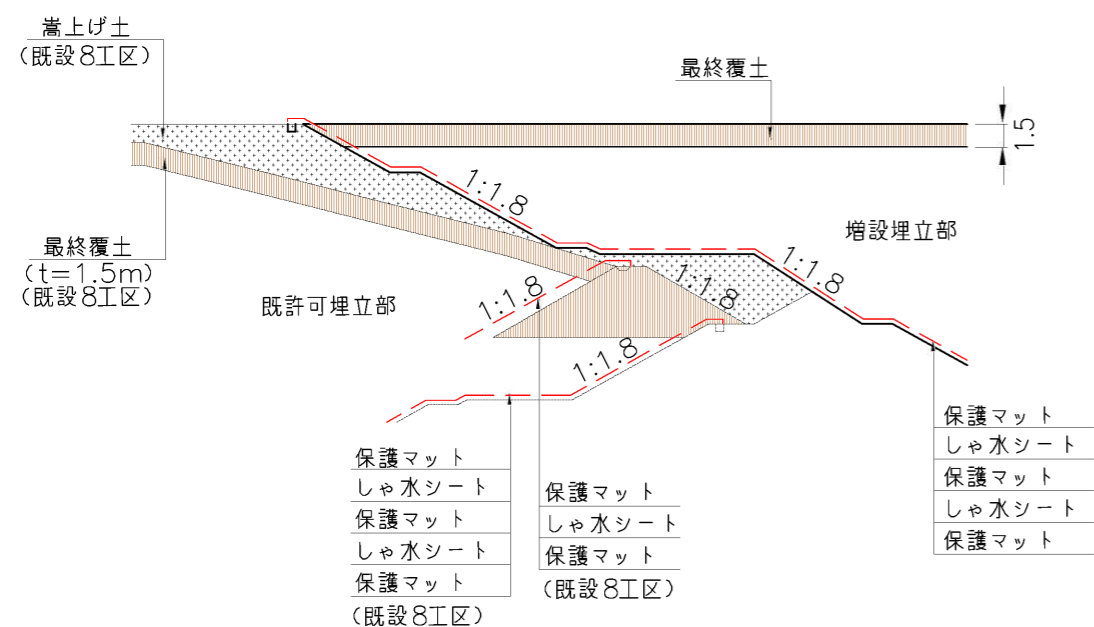 嵩上げ土
(既設8工区)
最終覆土
1.5
1:1.8
増設埋立部
最終覆土
(t=1.5m)
(既設8工区)
既許可埋立部
1:1.8
1:1.8
1:1.8
1:1.8
保護マット
しゃ水シート
保護マット
しゃ水シート
保護マット
(既設8工区)
保護マット
しゃ水シート
保護マット
(既設8工区)
保護マット
しゃ水シート
保護マット
しゃ水シート
保護マット